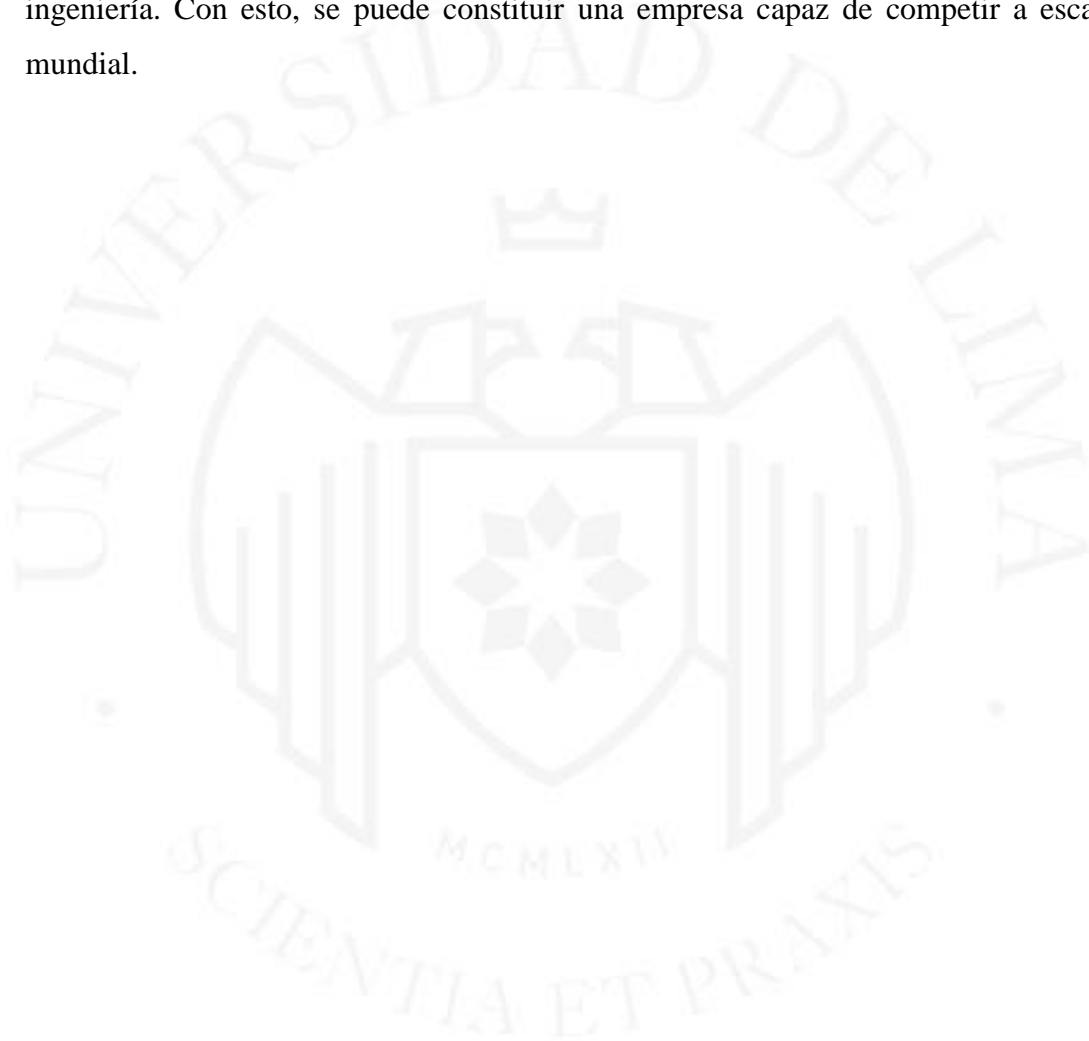 ingeniería. Con esto, se puede constituir una empresa capaz de competir a
mundial.
UNIVERSIDAD DE LIMA
MCMLXII
SCIENTIA ET PRAXIS